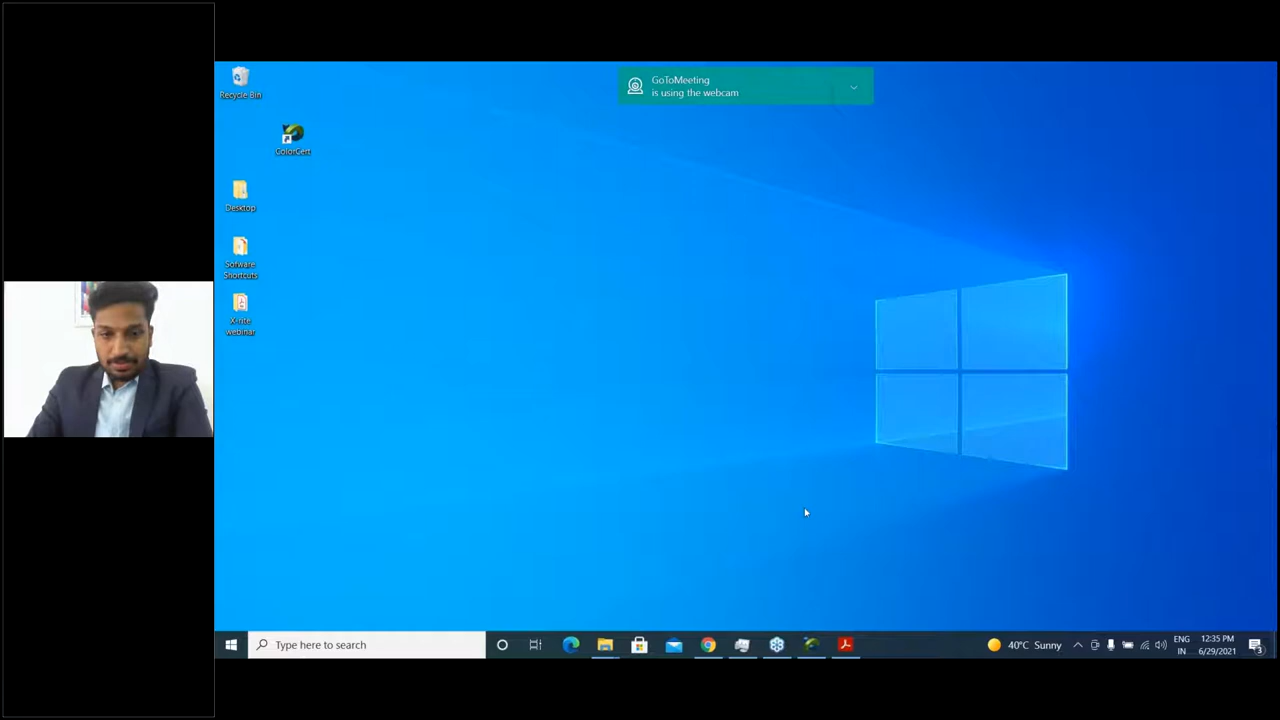 GoToMeeting
is using the webcam
Recycle Bin
ColorCert
Desktop
Software
Shortcuts
X-rite
webinar
Type here to search
40°C Sunny
ENG
IN
12:35 PM
6/29/2021
3